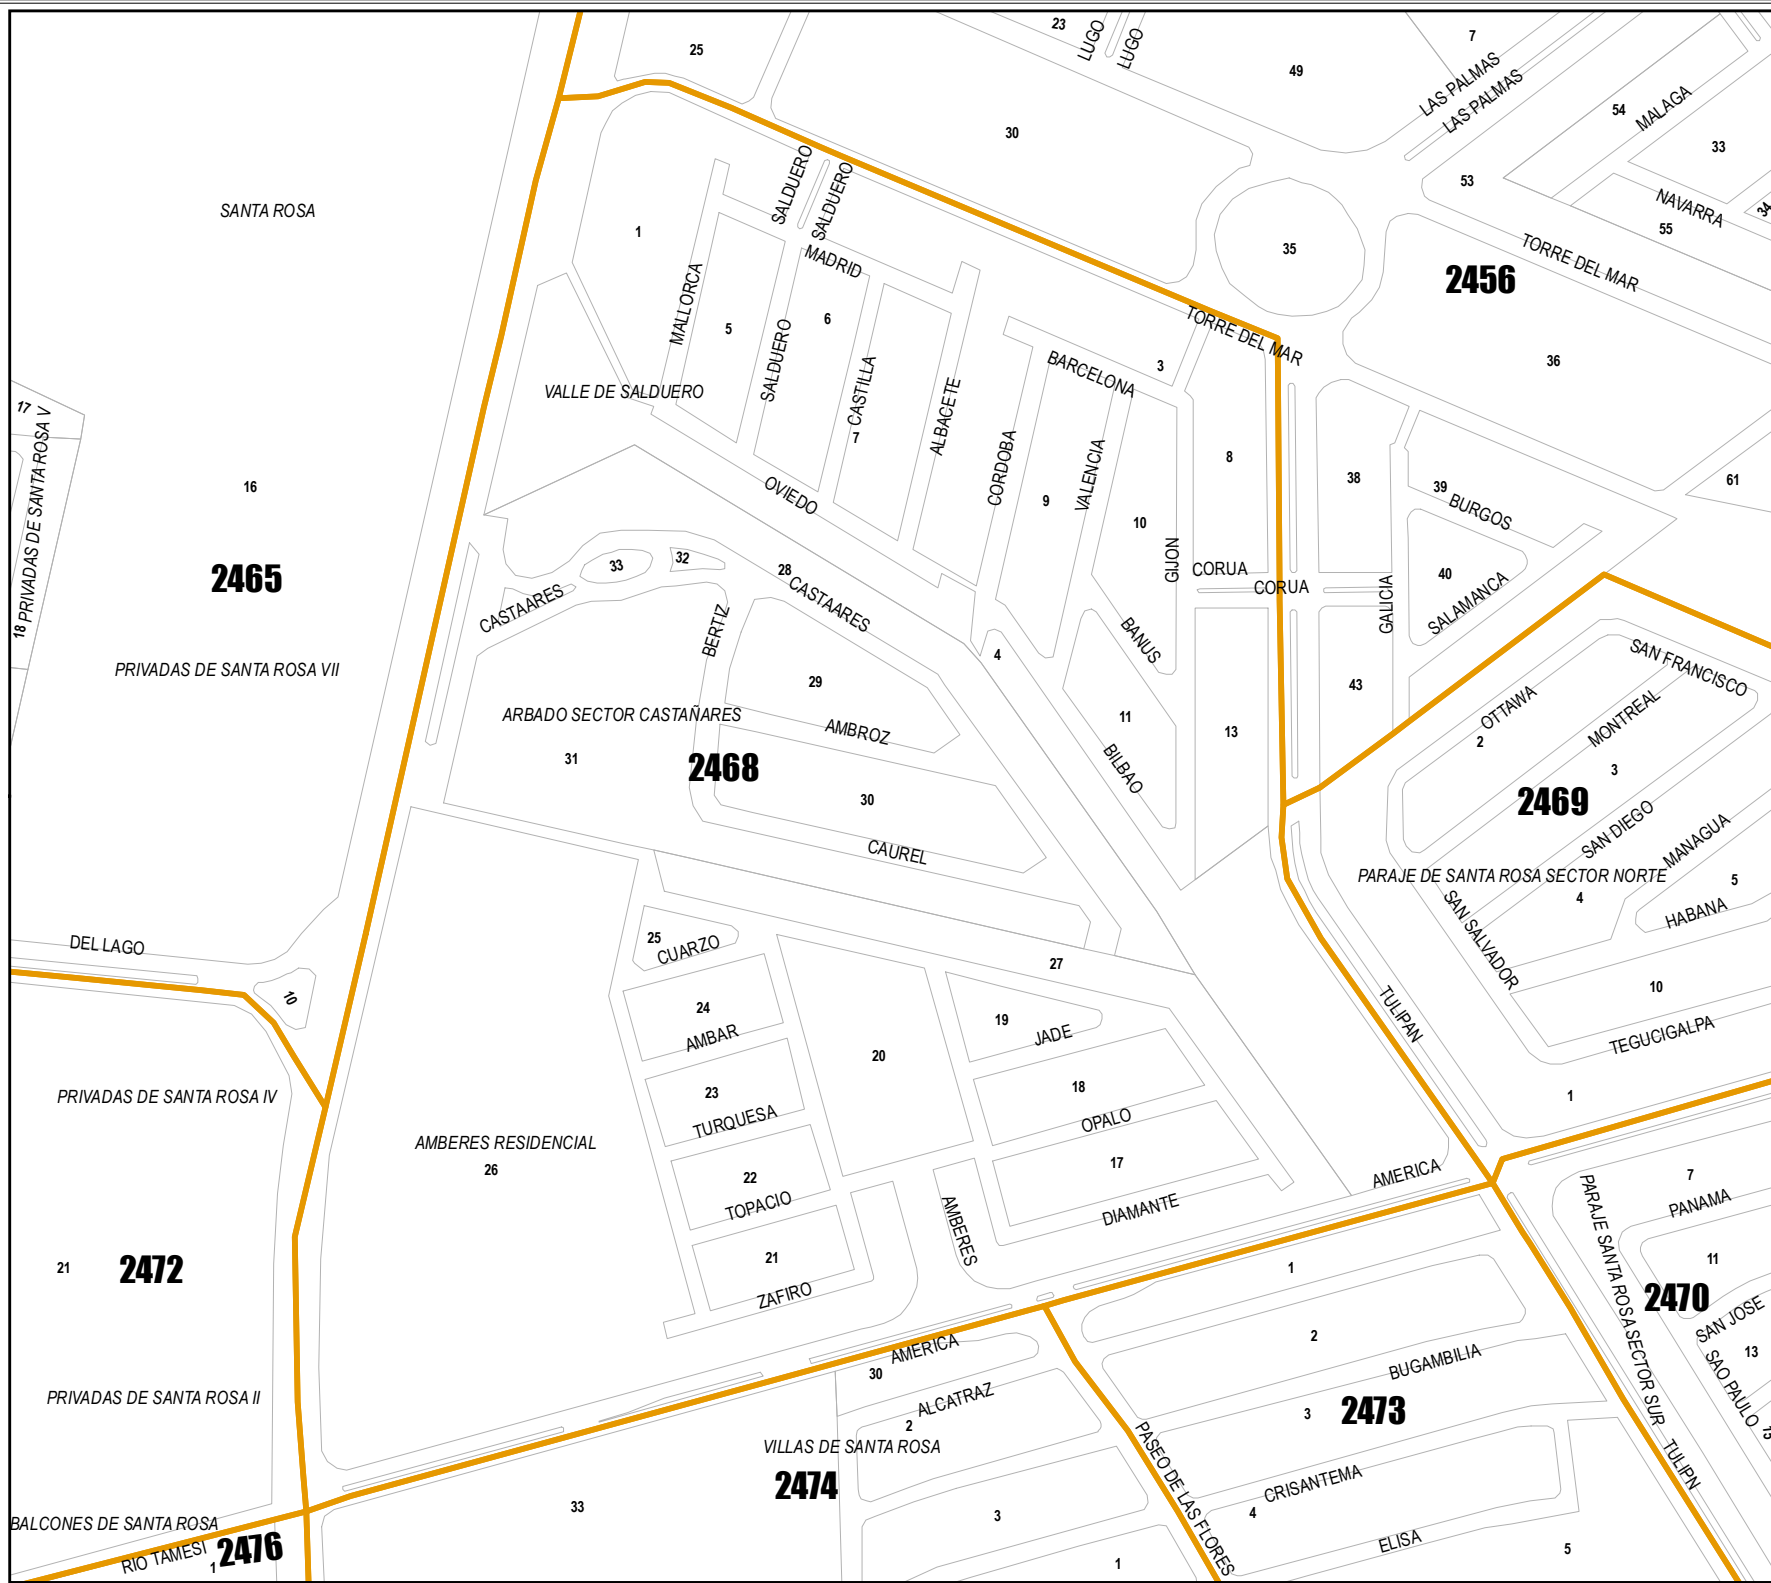 23
LUGO
LUGO
7
25
49
LAS PALMAS
LAS PALMAS
54
MALAGA
30
33
53
NAVARRA
34
55
SANTA ROSA
SALDUERO
SALDUERO
1
MADRID
35
2456
TORRE DEL MAR
MALLORCA
5
6
SALDUERO
CASTILLA
7
ALBACETE
TORRE DEL MAR
3
BARCELONA
36
VALLE DE SALDUERO
17
PRIVADAS DE SANTA ROSA V
18
16
OVIEDO
CORDOBA
9
VALENCIA
10
8
38
39
BURGOS
61
2465
33
32
28
CASTAARES
CASTAARES
BERTIZ
GIJON
CORUA
CORUA
GALICIA
40
SALAMANCA
BANUS
4
PRIVADAS DE SANTA ROSA VII
29
ARBADO SECTOR CASTAÑARES
AMBROZ
31
2468
30
CAUREL
11
BILBAO
13
43
SAN FRANCISCO
OTTAWA
2
MONTREAL
3
2469
SAN DIEGO
MANAGUA
PARAJE DE SANTA ROSA SECTOR NORTE
5
4
HABANA
SAN SALVADOR
10
TEGUCIGALPA
1
TULIPAN
DEL LAGO
10
25
CUARZO
27
24
AMBAR
19
JADE
20
23
TURQUESA
18
OPALO
PRIVADAS DE SANTA ROSA IV
AMBERES RESIDENCIAL
26
22
TOPACIO
17
DIAMANTE
AMERICA
AMBERES
21
ZAFIRO
21
2472
7
PANAMA
PARAJE SANTA ROSA SECTOR SUR
11
2470
SAN JOSE
13
SAO PAULO
15
1
2
BUGAMBILIA
3
2473
AMERICA
30
ALCATRAZ
2
PRIVADAS DE SANTA ROSA II
VILLAS DE SANTA ROSA
2474
33
3
1
PASEO DE LAS FLORES
CRISANTEMA
4
ELISA
5
TULIPN
BALCONES DE SANTA ROSA
RIO TAMESI
1
2476